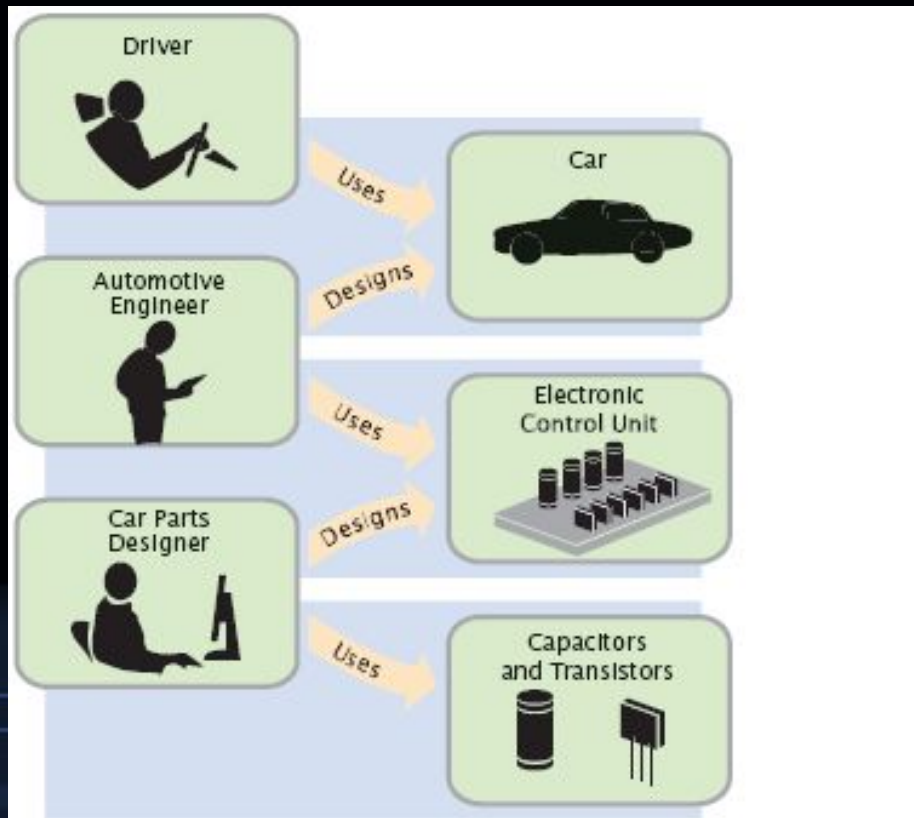 Driver
Uses
Car
Automotive
Engineer
Designs
Uses
Electronic
Control Unit
Car Parts
Designer
Designs
Uses
Capacitors
and Transistors